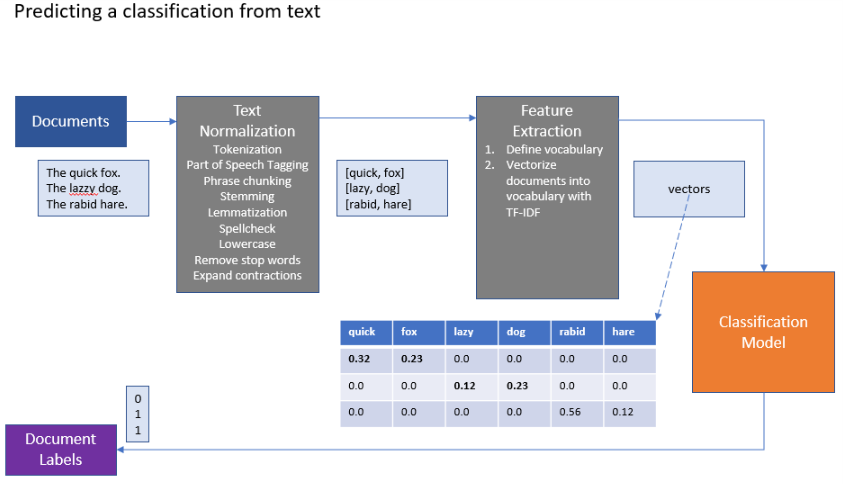 Predicting a classification from text
Documents
The quick fox.
The lazzy dog.
The rabid hare.
Text
Normalization
Tokenization
Part of Speech Tagging
Phrase chunking
Stemming
Lemmatization
Spellcheck
Lowercase
Remove stop words
Expand contractions
[quick, fox]
[lazy, dog]
[rabid, hare]
Feature
Extraction
1. Define vocabulary
2. Vectorize
documents into
vocabulary with
TF-IDF
vectors
Classification
Model
quick fox lazy dog rabid hare
0.32 0.23 0.0 0.0 0.0 0.0
0.0 0.0 0.12 0.23 0.0 0.0
0.0 0.0 0.0 0.0 0.56 0.12
0
1
1
Document
Labels